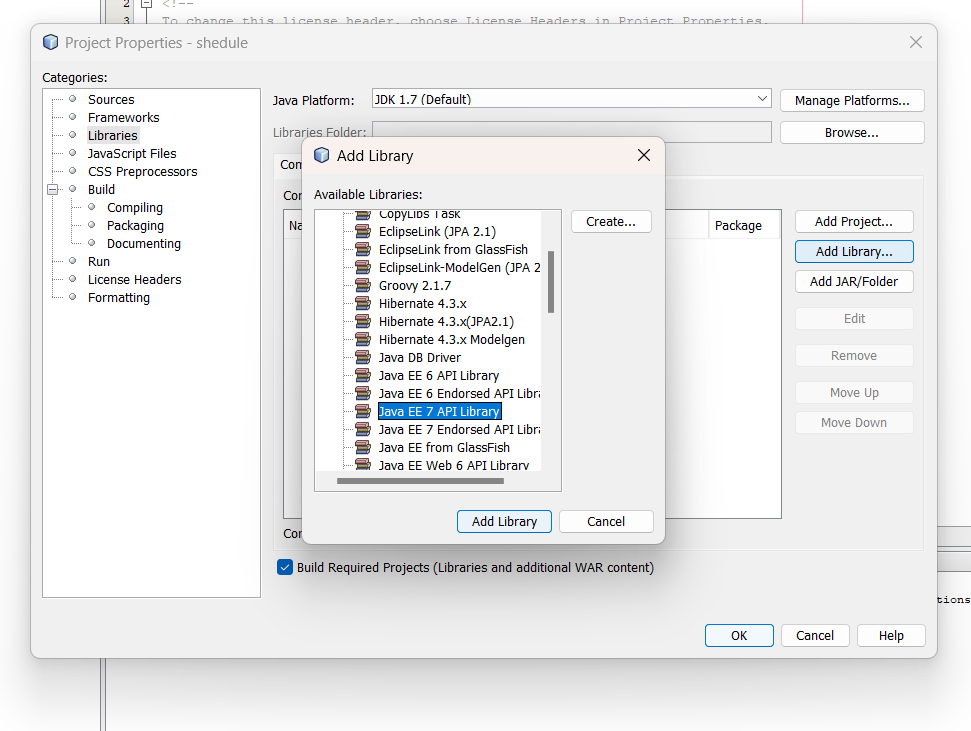 2 <!--
3 To change this license header, choose License Headers in Project Properties.
Project Properties - shedule
Categories:
Sources
Frameworks
Libraries
JavaScript Files
CSS Preprocessors
Build
Compiling
Packaging
Documenting
Run
License Headers
Formatting
Java Platform: JDK 1.7 (Default) Manage Platforms...
Libraries Folder: Browse...
Com
Package
Add Project...
Add Library...
Add JAR/Folder
Edit
Remove
Move Up
Move Down
Add Library
Available Libraries:
CopyLibs Task
EclipseLink (JPA 2.1)
EclipseLink from GlassFish
EclipseLink-ModelGen (JPA 2
Groovy 2.1.7
Hibernate 4.3.x
Hibernate 4.3.x(JPA2.1)
Hibernate 4.3.x Modelgen
Java DB Driver
Java EE 6 API Library
Java EE 6 Endorsed API Libra
Java EE 7 API Library
Java EE 7 Endorsed API Libra
Java EE from GlassFish
Java EE Web 6 API Library
Create...
Add Library Cancel
Build Required Projects (Libraries and additional WAR content)
tions
OK Cancel Help